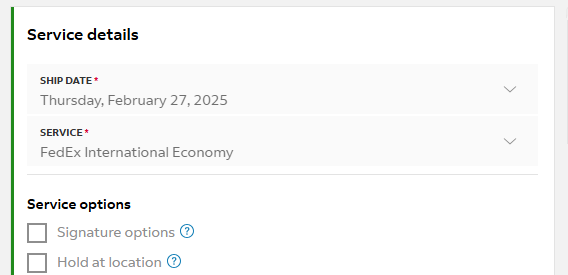 Service details
SHIP DATE *
Thursday, February 27, 2025
SERVICE *
FedEx International Economy
Service options
Signature options ?
Hold at location ?